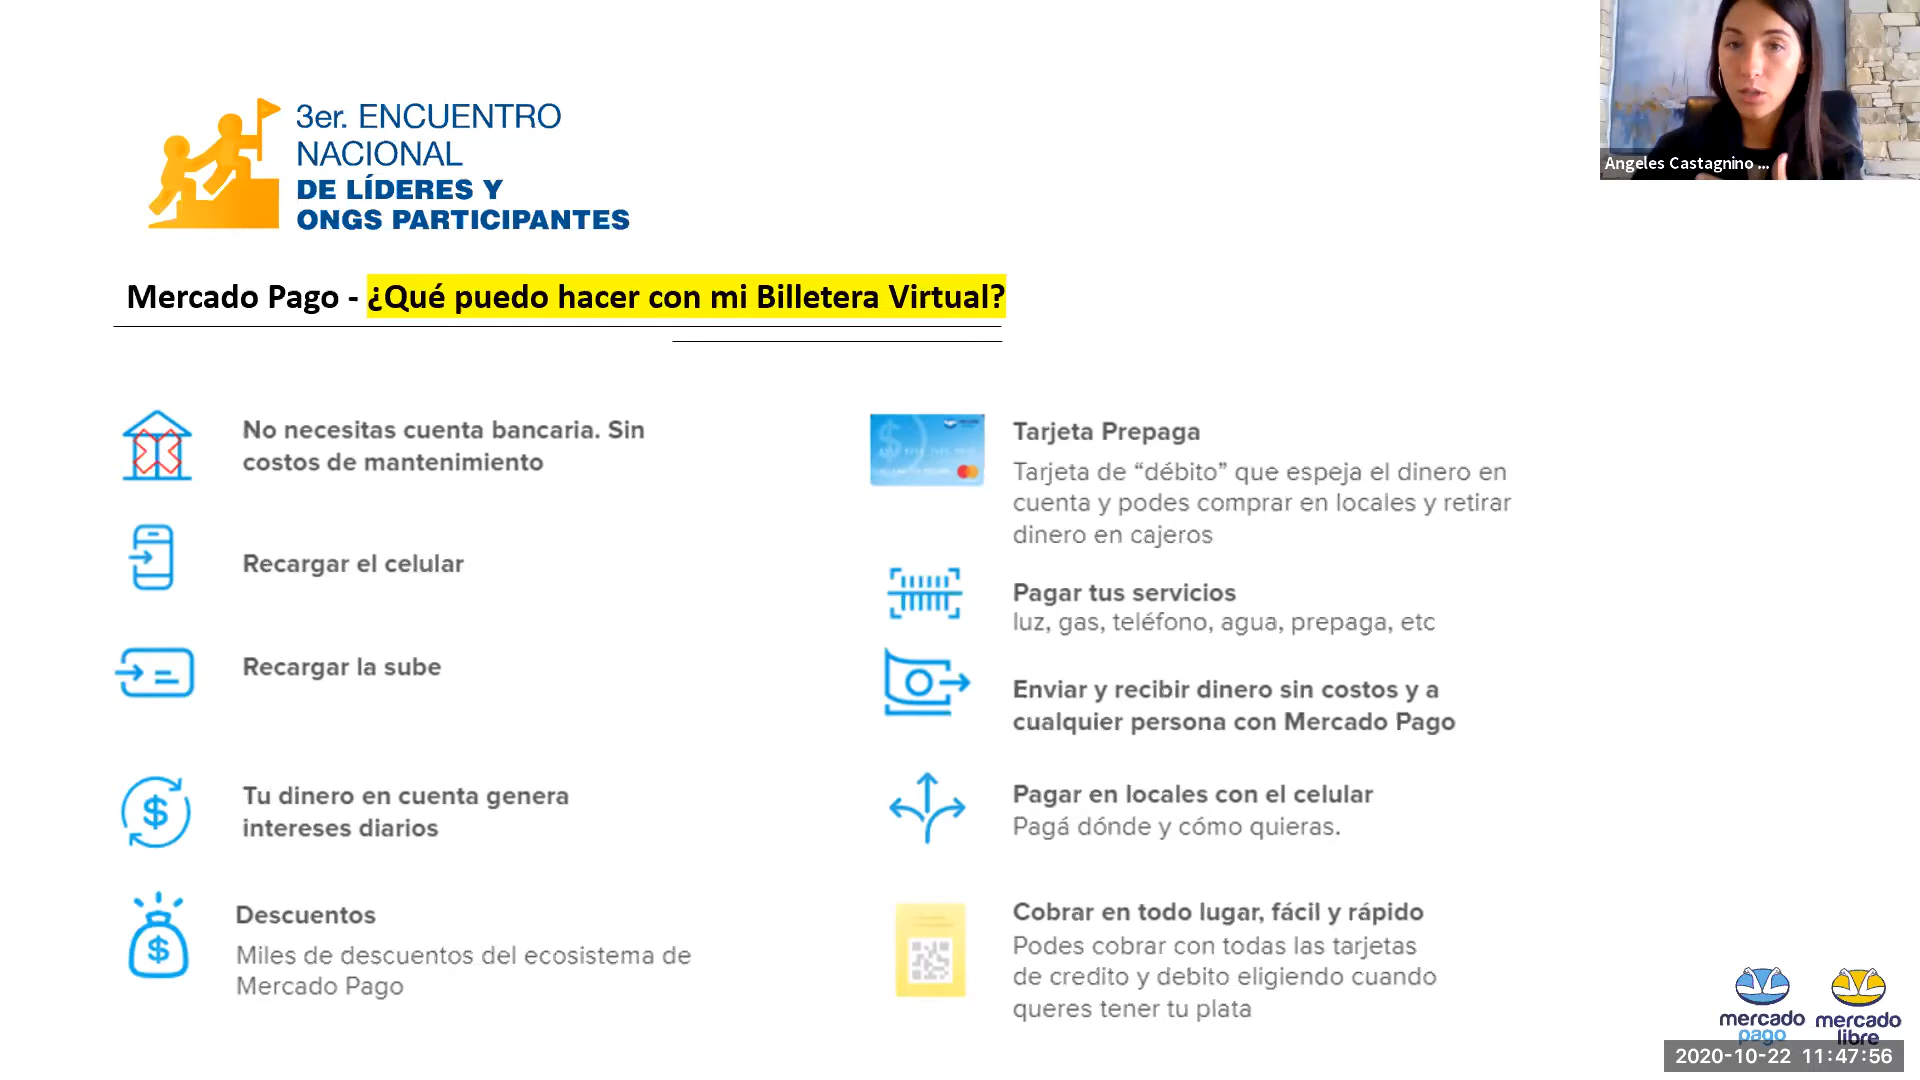 3er. ENCUENTRO
NACIONAL
DE LÍDERES Y
ONGS PARTICIPANTES
Angeles Castagnino ...
Mercado Pago - ¿Qué puedo hacer con mi Billetera Virtual?
No necesitas cuenta bancaria. Sin
costos de mantenimiento
Recargar el celular
Recargar la sube
Tu dinero en cuenta genera
intereses diarios
Descuentos
Miles de descuentos del ecosistema de
Mercado Pago
Tarjeta Prepaga
Tarjeta de “débito” que espeja el dinero en
cuenta y podes comprar en locales y retirar
dinero en cajeros
Pagar tus servicios
luz, gas, teléfono, agua, prepaga, etc
Enviar y recibir dinero sin costos y a
cualquier persona con Mercado Pago
Pagar en locales con el celular
Pagá dónde y cómo quieras.
Cobrar en todo lugar, fácil y rápido
Podes cobrar con todas las tarjetas
de credito y debito eligiendo cuando
queres tener tu plata
mercado
pago
mercado
libre
2020-10-22 11:47:56